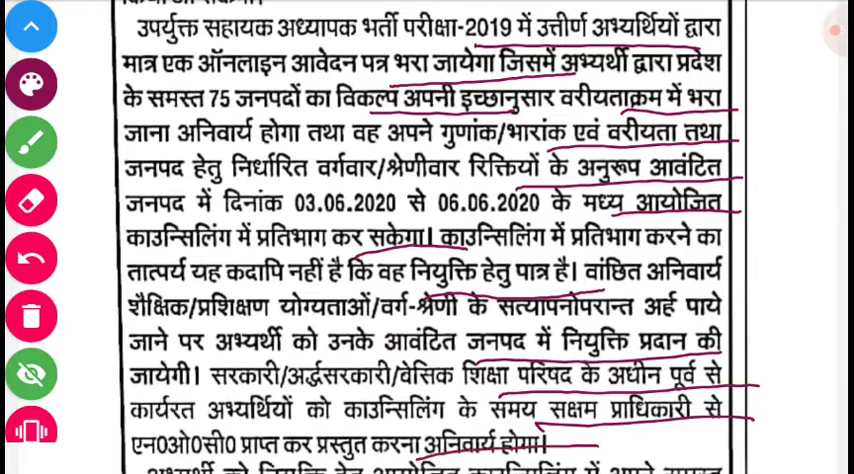 उपर्युक्त सहायक अध्यापक भर्ती परीक्षा-2019 में उत्तीर्ण अभ्यर्थियों द्वारा
मात्र एक ऑनलाइन आवेदन पत्र भरा जायेगा जिसमें अभ्यर्थी द्वारा प्रदेश
के समस्त 75 जनपदों का विकल्प अपनी इच्छानुसार वरीयताक्रम में भरा
जाना अनिवार्य होगा तथा वह अपने गुणांक/भारांक एवं वरीयता तथा
जनपद हेतु निर्धारित वर्गवार/श्रेणीवार रिक्तियों के अनुरूप आवंटित
जनपद में दिनांक 03.06.2020 से 06.06.2020 के मध्य आयोजित
काउन्सिलिंग में प्रतिभाग कर सकेगा। काउन्सिलिंग में प्रतिभाग करने का
तात्पर्य यह कदापि नहीं है कि वह नियुक्ति हेतु पात्र है। वांछित अनिवार्य
शैक्षिक/प्रशिक्षण योग्यताओं/वर्ग-श्रेणी के सत्यापनोपरान्त अर्ह पाये
जाने पर अभ्यर्थी को उनके आवंटित जनपद में नियुक्ति प्रदान की
जायेगी। सरकारी/अर्द्धसरकारी/वेसिक शिक्षा परिषद के अधीन पूर्व से
कार्यरत अभ्यर्थियों को काउन्सिलिंग के समय सक्षम प्राधिकारी से
एन0ओ0सी0 प्राप्त कर प्रस्तुत करना अनिवार्य होगा।